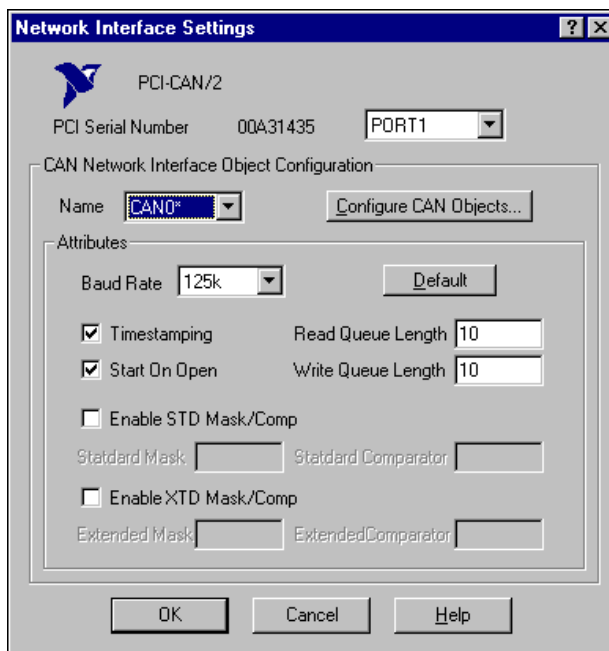 Network Interface Settings
PCI-CAN/2
PCI Serial Number 00A31435 PORT1
CAN Network Interface Object Configuration
Name CAN0* Configure CAN Objects...
Attributes
Baud Rate 125k Default
Timestamping Read Queue Length 10
Start On Open Write Queue Length 10
Enable STD Mask/Comp
Statdard Mask Statdard Comparator
Enable XTD Mask/Comp
Extended Mask ExtendedComparator
OK Cancel Help